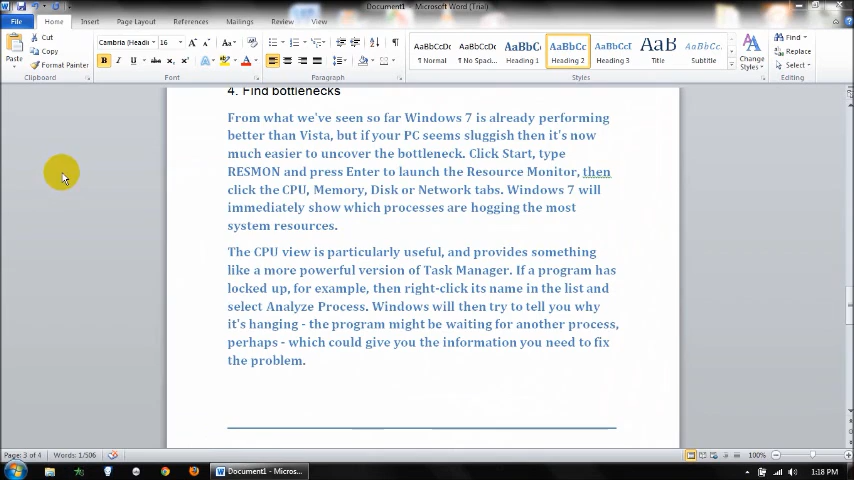 Document1 - Microsoft Word (Trial)
File Home Insert Page Layout References Mailings Review View
Paste
Cut
Copy
Format Painter
Clipboard
Cambria (Headi 16
Font
Paragraph
AaBbCcDc AaBbCcDc AaBbC AaBbCc AaBbCcI AaB AaBbCc.
¶ Normal ¶ No Spaci... Heading 1 Heading 2 Heading 3 Title Subtitle
Change Styles
Styles
Find
Replace
Select
Editing
4. Find bottlenecks
From what we've seen so far Windows 7 is already performing
better than Vista, but if your PC seems sluggish then it's now
much easier to uncover the bottleneck. Click Start, type
RESMON and press Enter to launch the Resource Monitor, then
click the CPU, Memory, Disk or Network tabs. Windows 7 will
immediately show which processes are hogging the most
system resources.
The CPU view is particularly useful, and provides something
like a more powerful version of Task Manager. If a program has
locked up, for example, then right-click its name in the list and
select Analyze Process. Windows will then try to tell you why
it's hanging - the program might be waiting for another process,
perhaps - which could give you the information you need to fix
the problem.
Page: 3 of 4 Words: 1/506 100%
Document1 - Micros... 1:18 PM